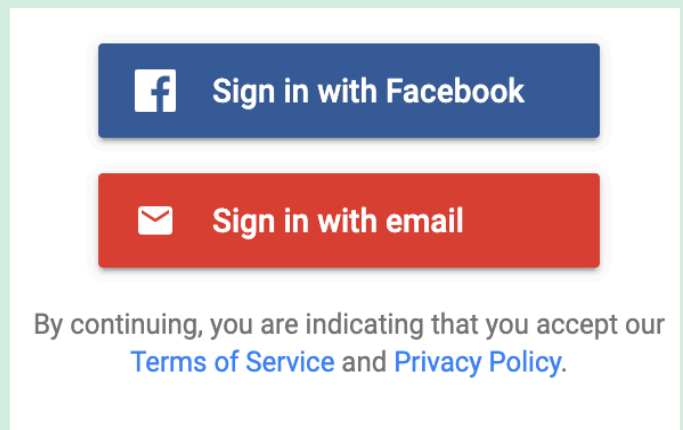 Sign in with Facebook
Sign in with email
By continuing, you are indicating that you accept our
Terms of Service and Privacy Policy.